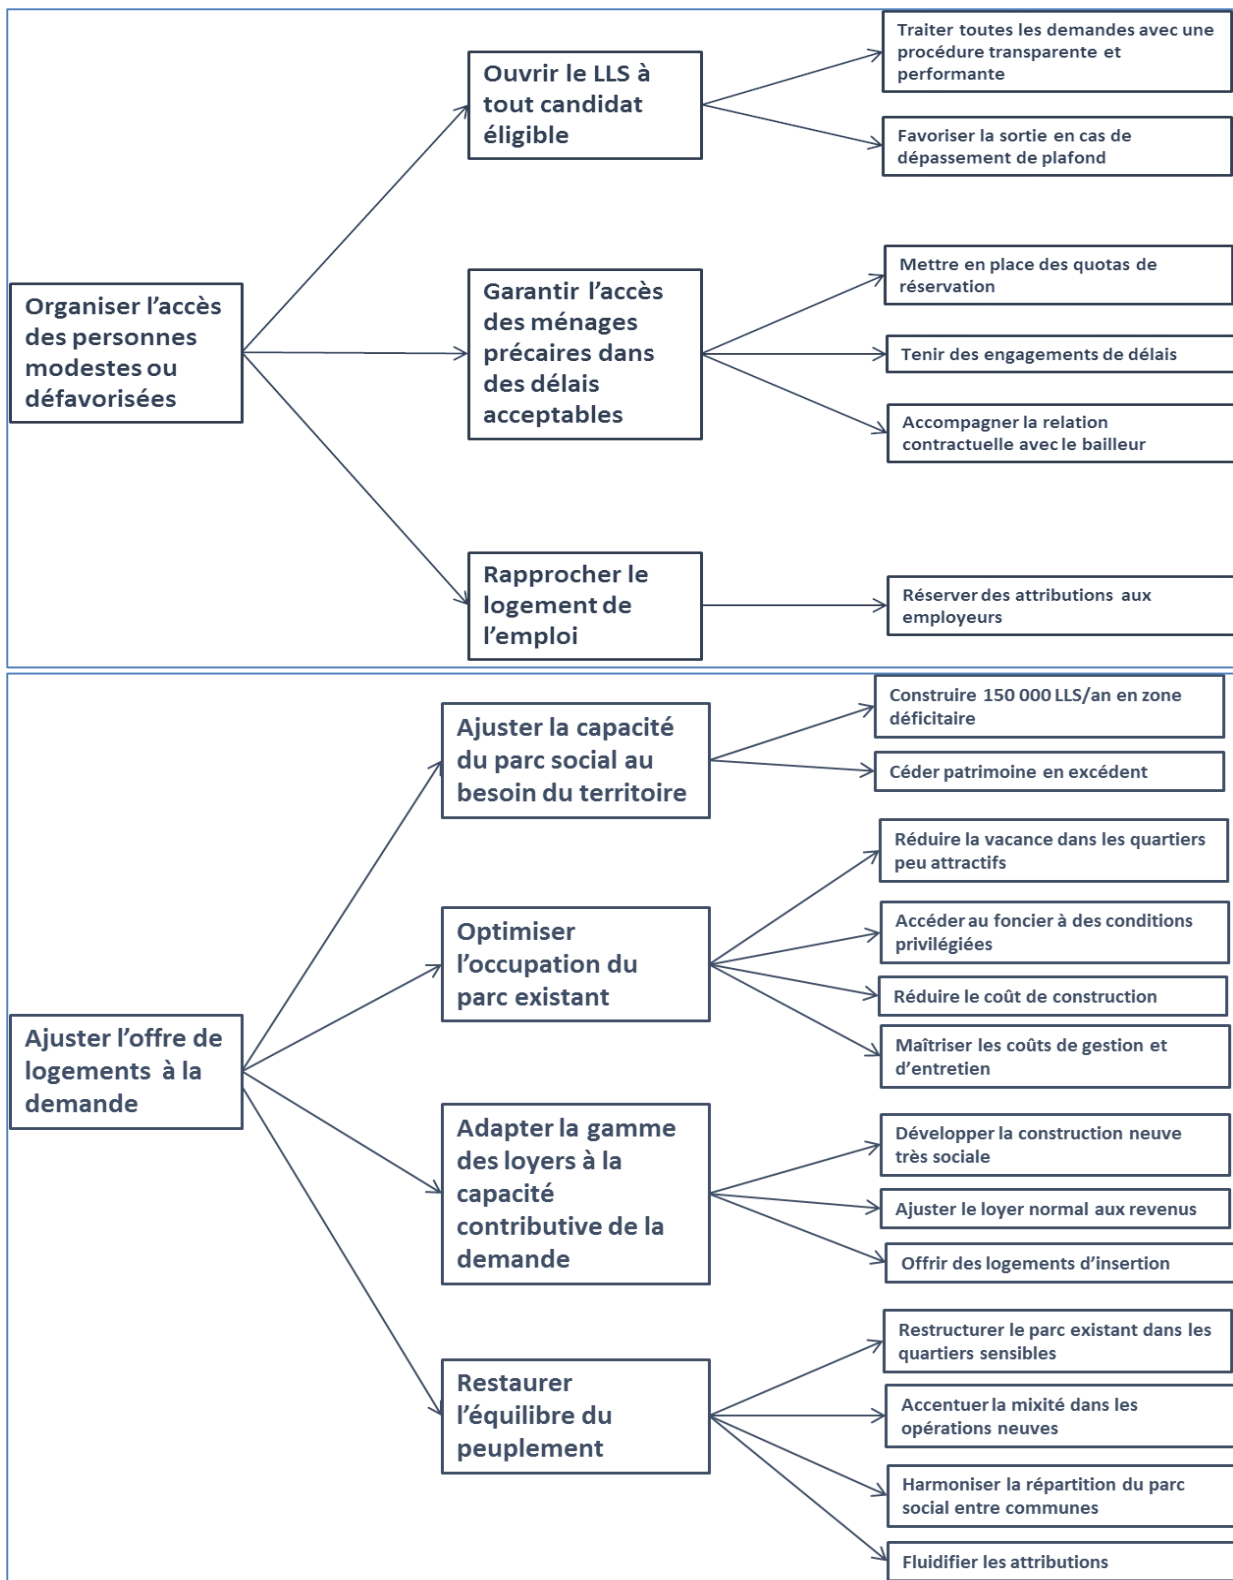 Organiser l’accès
des personnes
modestes ou
défavorisées
Ouvrir le LLS à
tout candidat
éligible
Traiter toutes les demandes avec une
procédure transparente et
performante
Favoriser la sortie en cas de
dépassement de plafond
Garantir l’accès
des ménages
précaires dans
des délais
acceptables
Mettre en place des quotas de
réservation
Tenir des engagements de délais
Accompagner la relation
contractuelle avec le bailleur
Rapprocher le
logement de
l’emploi
Réserver des attributions aux
employeurs
Ajuster l’offre de
logements à la
demande
Ajuster la capacité
du parc social au
besoin du territoire
Construire 150 000 LLS/an en zone
déficitaire
Céder patrimoine en excédent
Optimiser
l’occupation du
parc existant
Réduire la vacance dans les quartiers
peu attractifs
Accéder au foncier à des conditions
privilégiées
Réduire le coût de construction
Maîtriser les coûts de gestion et
d’entretien
Adapter la gamme
des loyers à la
capacité
contributive de la
demande
Développer la construction neuve
très sociale
Ajuster le loyer normal aux revenus
Offrir des logements d’insertion
Restaurer
l’équilibre du
peuplement
Restructurer le parc existant dans les
quartiers sensibles
Accentuer la mixité dans les
opérations neuves
Harmoniser la répartition du parc
social entre communes
Fluidifier les attributions